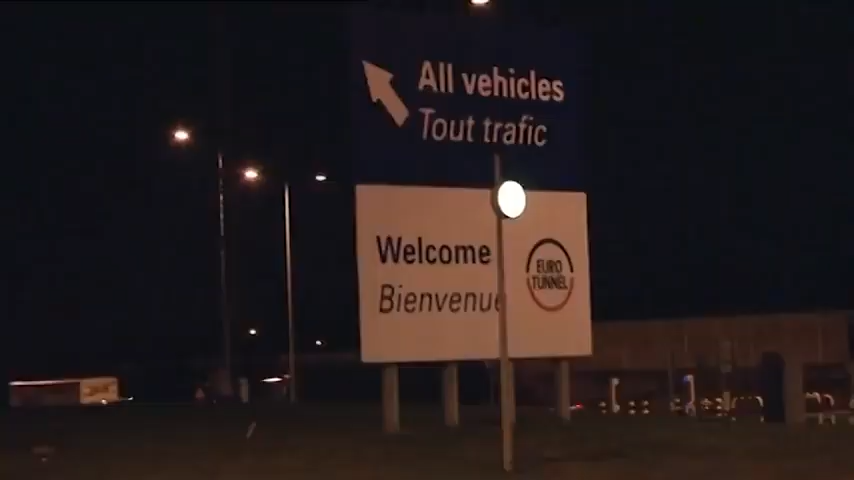 All vehicles
Tout trafic
Welcome
Bienvenue
EURO
TUNNEL